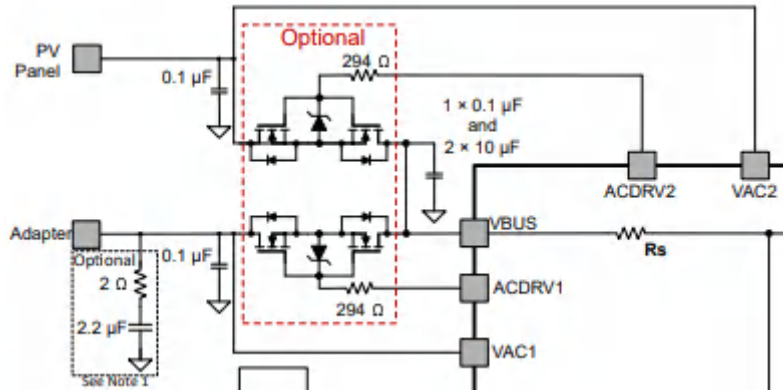 PV
Panel
0.1 µF
Optional
294 Ω
1 × 0.1 µF
and
2 × 10 µF
ACDRV2
VAC2
Adapter
Optional
2 Ω
2.2 µF
See Note 1
0.1 µF
294 Ω
VBUS
Rs
ACDRV1
VAC1